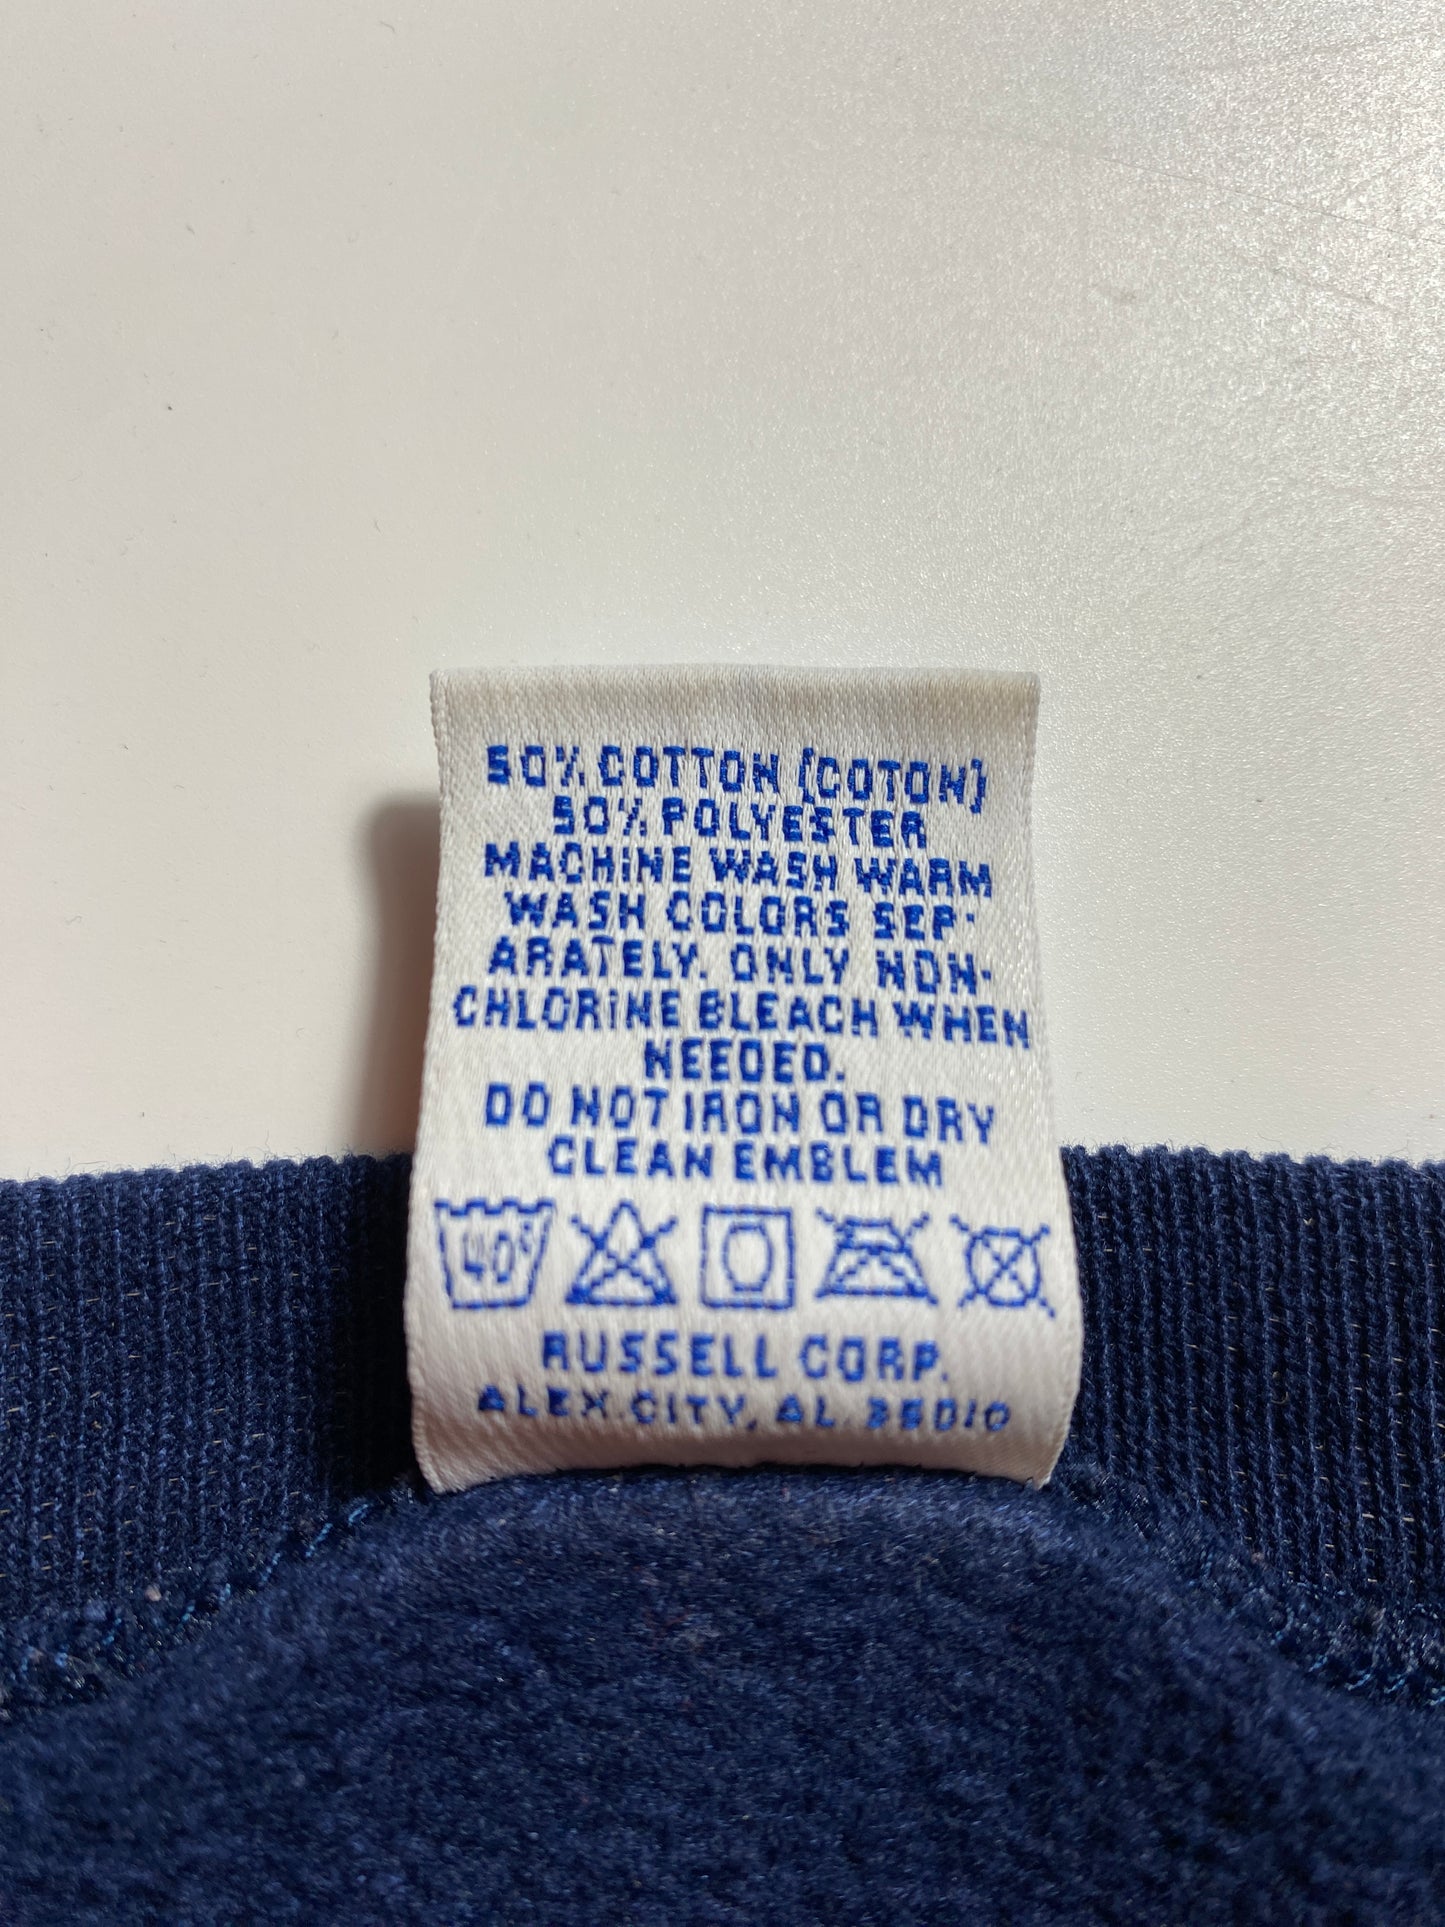 50% COTTON (COTON)
50% POLYESTER
MACHINE WASH WARM
WASH COLORS SEP-
ARATELY. ONLY NON-
CHLORINE BLEACH WHEN
NEEDED.
DO NOT IRON OR DRY
CLEAN EMBLEM
40°
RUSSELL CORP.
ALEX. CITY, AL 35010